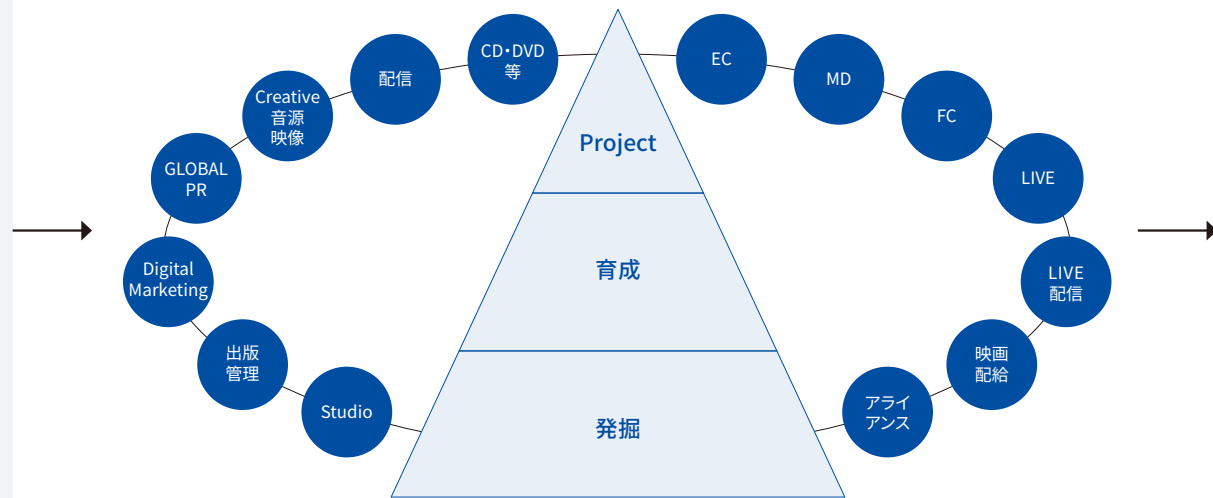 CD・DVD
等
配信
Creative
音源
映像
GLOBAL
PR
Digital
Marketing
出版
管理
Studio
Project
育成
発掘
EC
MD
FC
LIVE
LIVE
配信
映画
配給
アライ
アンス